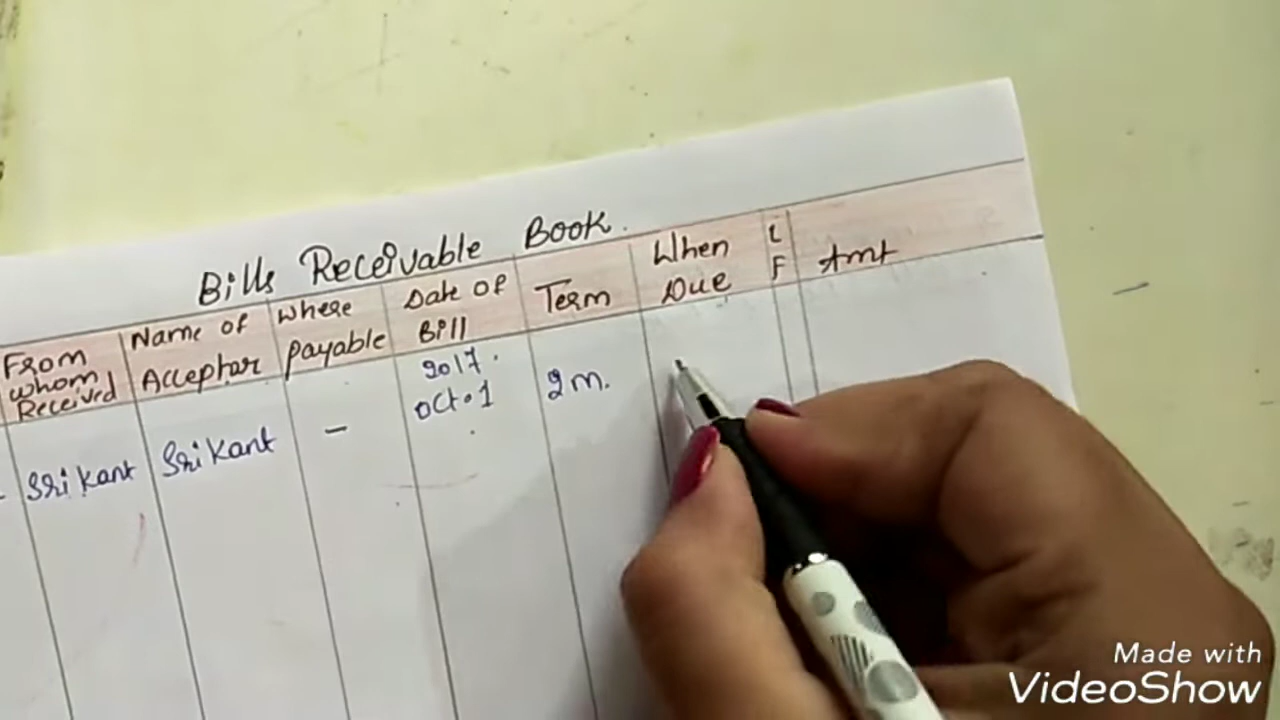 Bills Receivable Book.
From whom Received
Name of Acceptor
Where payable
Date of Bill
Term
When Due
L F
Amt
Srikant
Srikant
-
2017.
Oct. 1
2 m.
Made with
VideoShow